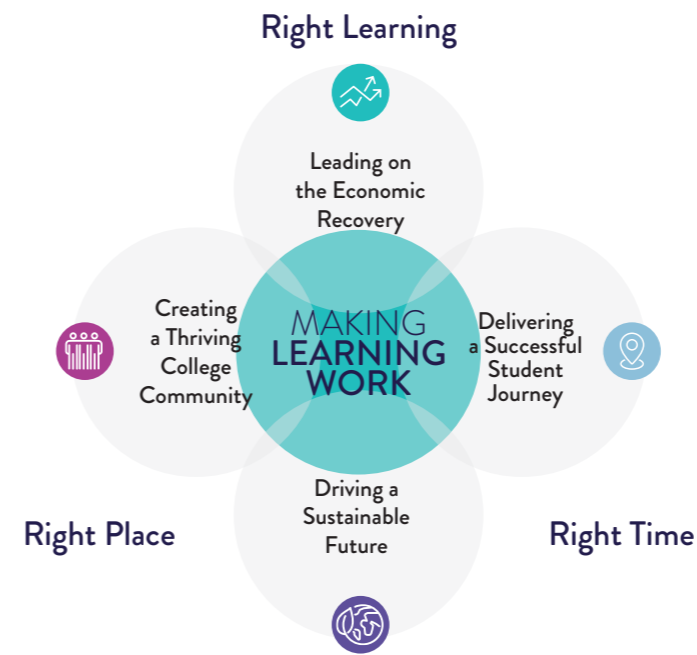 Right Learning
Leading on
the Economic
Recovery
Creating
a Thriving
College
Community
MAKING
LEARNING
WORK
Delivering
a Successful
Student
Journey
Driving a
Sustainable
Future
Right Place
Right Time